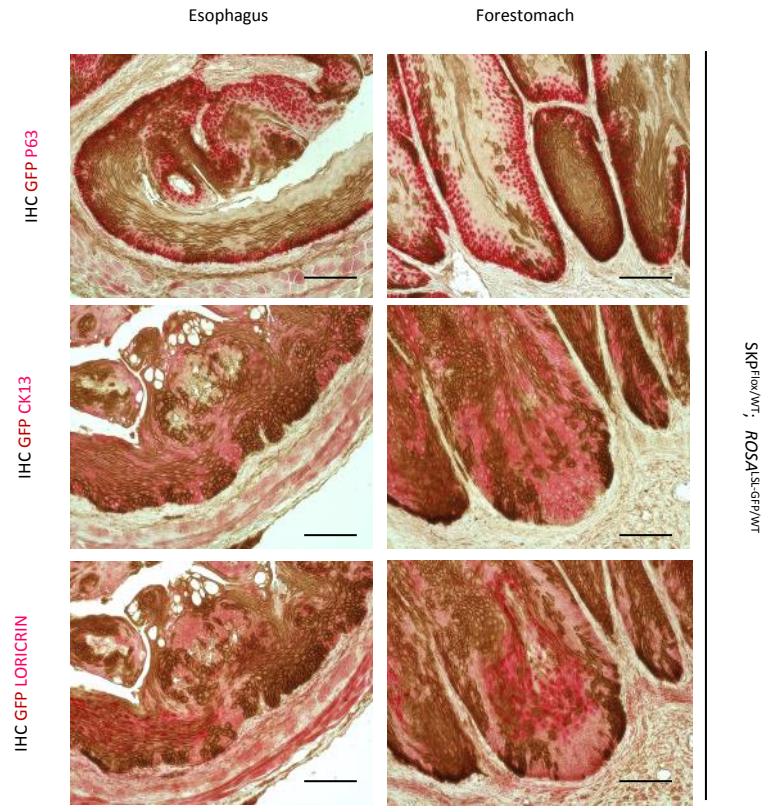 Esophagus
Forestomach
IHC GFP P63
IHC GFP CK13
IHC GFP LORICRIN
SKPFlox/WT; ROSALSL-GFP/WT